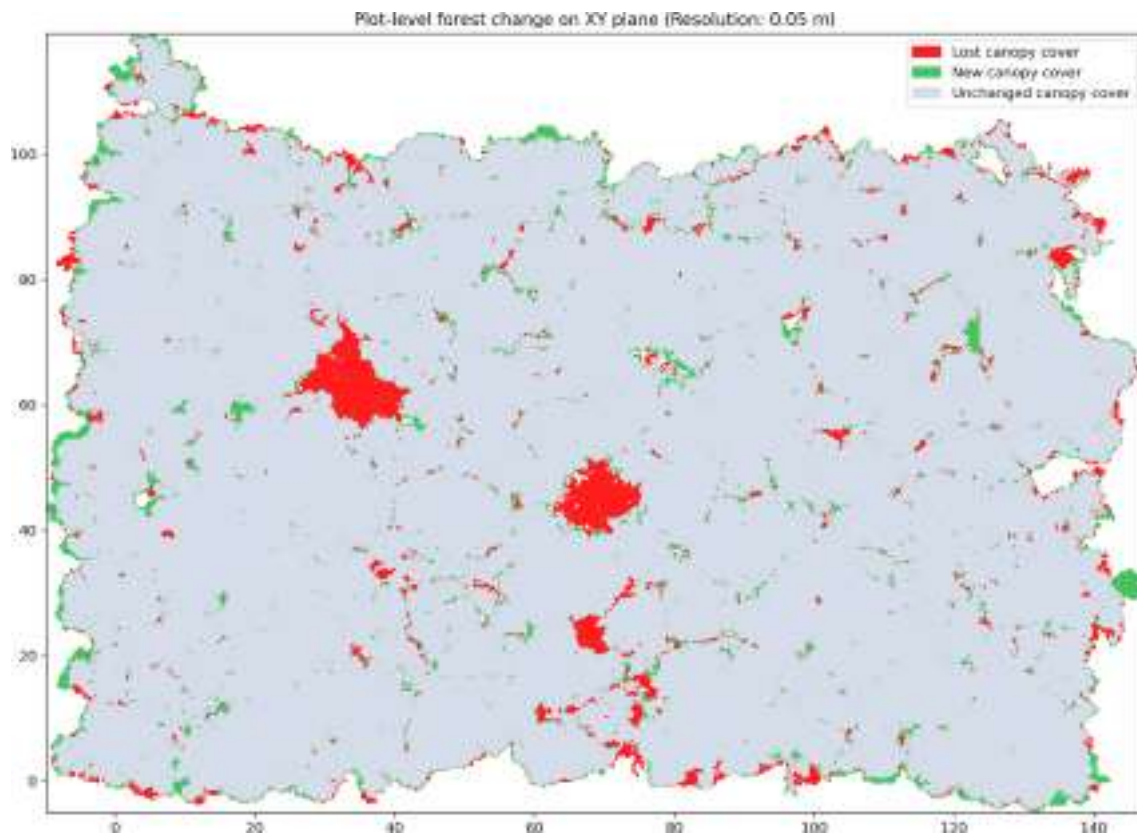 Plot-level forest change on XY plane (Resolution: 0.05 m)
Lost canopy cover
New canopy cover
Unchanged canopy cover
100
80
60
40
20
0
0 20 40 60 80 100 120 140